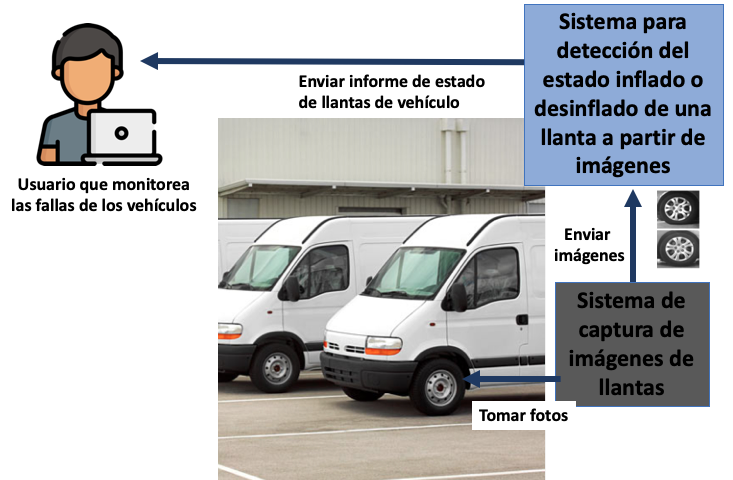 Sistema para
detección del
estado inflado o
desinflado de una
llanta a partir de
imágenes
Enviar informe de estado
de llantas de vehículo
Usuario que monitorea
las fallas de los vehículos
Enviar
imágenes
Sistema de
captura de
imágenes de
llantas
Tomar fotos